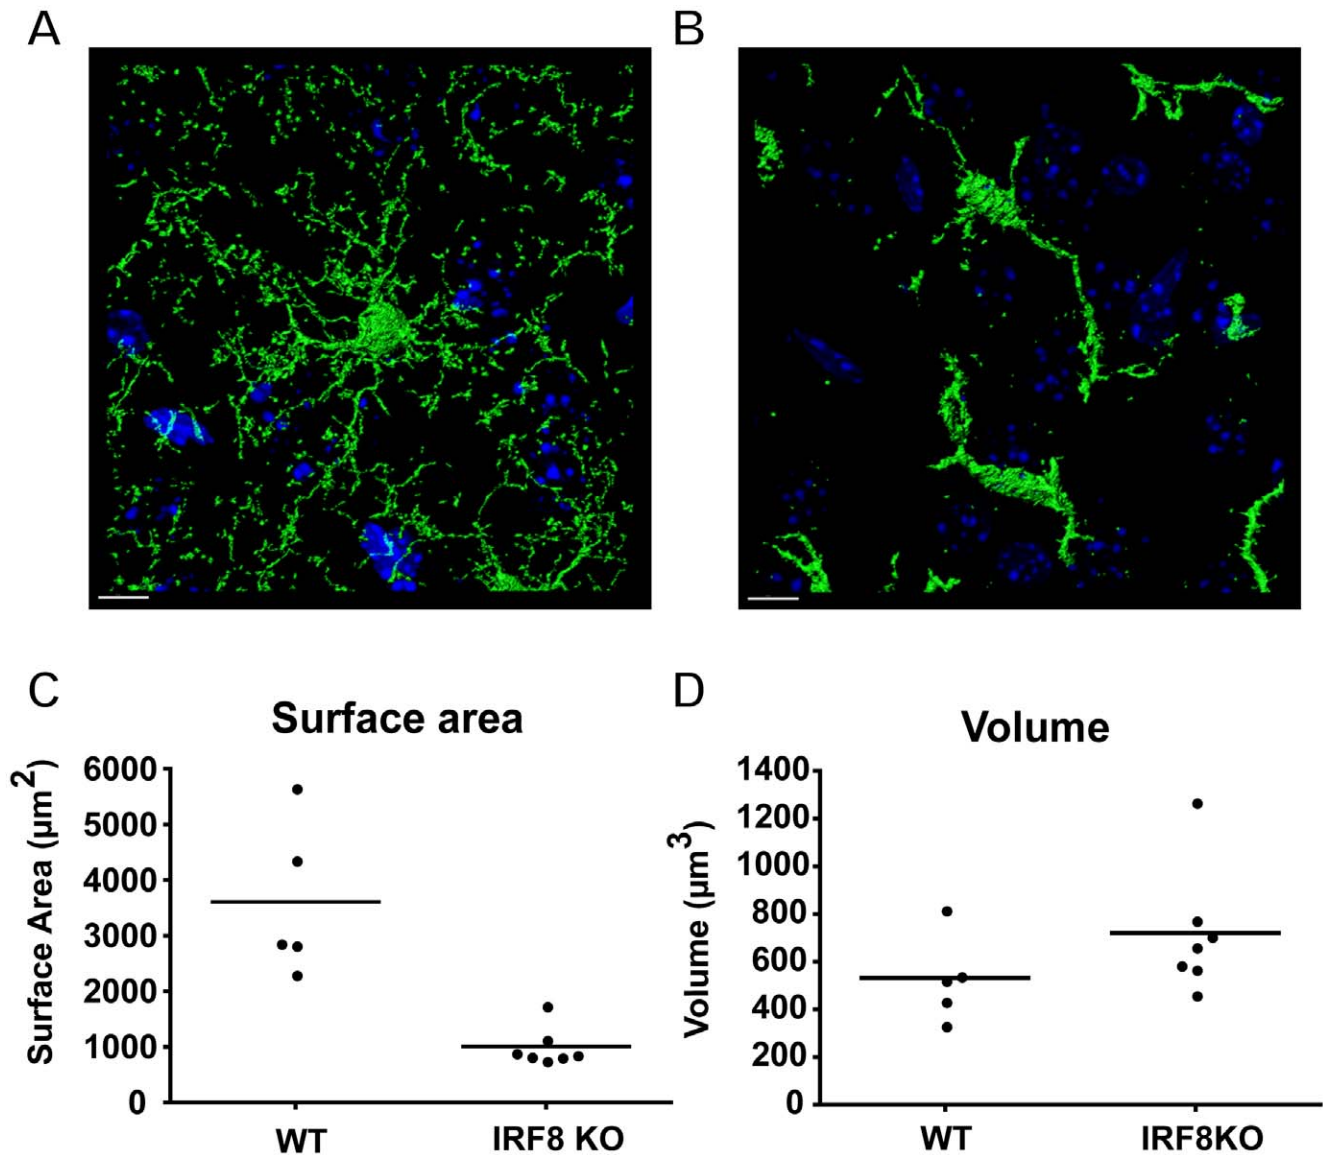 A
B
C
Surface area
Surface Area (µm²)
6000
5000
4000
3000
2000
1000
0
WT
IRF8 KO
D
Volume
Volume (µm³)
1400
1200
1000
800
600
400
200
0
WT
IRF8KO